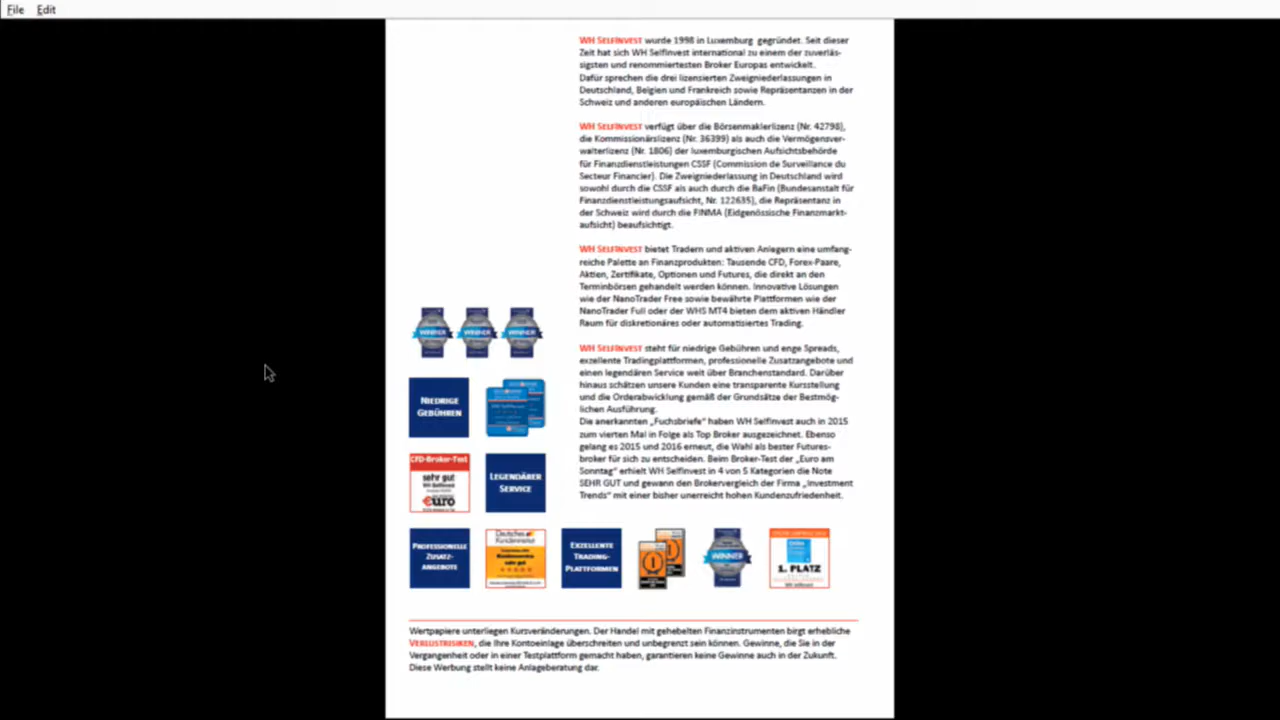 File Edit
WH SELFINVEST wurde 1998 in Luxemburg gegründet. Seit dieser
Zeit hat sich WH SelfInvest international zu einem der zuverläs-
sigsten und renommiertesten Broker Europas entwickelt.
Dafür sprechen die drei lizensierten Zweigniederlassungen in
Deutschland, Belgien und Frankreich sowie Repräsentanzen in der
Schweiz und anderen europäischen Ländern.
WH SELFINVEST verfügt über die Börsenmaklerlizenz (Nr. 42798),
die Kommissionärslizenz (Nr. 36399) als auch die Vermögensver-
walterlizenz (Nr. 1806) der luxemburgischen Aufsichtsbehörde
für Finanzdienstleistungen CSSF (Commission de Surveillance du
Secteur Financier). Die Zweigniederlassung in Deutschland wird
sowohl durch die CSSF als auch durch die BaFin (Bundesanstalt für
Finanzdienstleistungsaufsicht, Nr. 122635), die Repräsentanz in
der Schweiz wird durch die FINMA (Eidgenössische Finanzmarkt-
aufsicht) beaufsichtigt.
WH SELFINVEST bietet Tradern und aktiven Anlegern eine umfang-
reiche Palette an Finanzprodukten: Tausende CFD, Forex-Paare,
Aktien, Zertifikate, Optionen und Futures, die direkt an den
Terminbörsen gehandelt werden können. Innovative Lösungen
wie der NanoTrader Free sowie bewährte Plattformen wie der
NanoTrader Full oder der WHS MT4 bieten dem aktiven Händler
Raum für diskretionäres oder automatisiertes Trading.
WH SELFINVEST steht für niedrige Gebühren und enge Spreads,
exzellente Tradingplattformen, professionelle Zusatzangebote und
einen legendären Service weit über Branchenstandard. Darüber
hinaus schätzen unsere Kunden eine transparente Kursstellung
und die Orderabwicklung gemäß der Grundsätze der Bestmög-
lichen Ausführung.
Die anerkannten „Fuchsbriefe“ haben WH SelfInvest auch in 2015
zum vierten Mal in Folge als Top Broker ausgezeichnet. Ebenso
gelang es 2015 und 2016 erneut, die Wahl als bester Futures-
broker für sich zu entscheiden. Beim Broker-Test der „Euro am
Sonntag“ erhielt WH SelfInvest in 4 von 5 Kategorien die Note
SEHR GUT und gewann den Brokervergleich der Firma „Investment
Trends“ mit einer bisher unerreicht hohen Kundenzufriedenheit.
WINNER WINNER WINNER
NIEDRIGE
GEBÜHREN
CFD-Broker-Test
sehr gut
WH SelfInvest
€uro
LEGENDÄRER
SERVICE
PROFESSIONELLE
ZUSATZ-
ANGEBOTE
Deutsches
Kundeninstitut
sehr gut
EXZELLENTE
TRADING-
PLATTFORMEN
1
WINNER
1. PLATZ
WH SelfInvest
Wertpapiere unterliegen Kursveränderungen. Der Handel mit gehebelten Finanzinstrumenten birgt erhebliche
VERLUSTRISIKEN, die Ihre Kontoeinlage überschreiten und unbegrenzt sein können. Gewinne, die Sie in der
Vergangenheit oder in einer Testplattform gemacht haben, garantieren keine Gewinne auch in der Zukunft.
Diese Werbung stellt keine Anlageberatung dar.